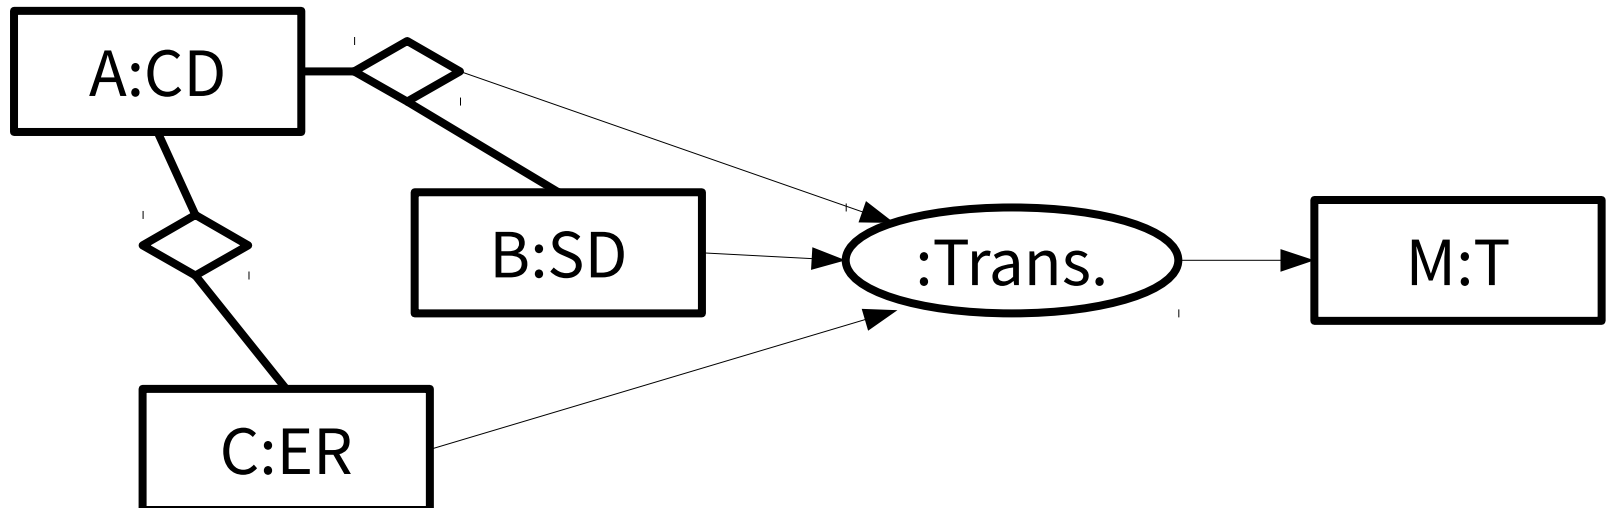 A:CD
B:SD
:Trans.
M:T
C:ER